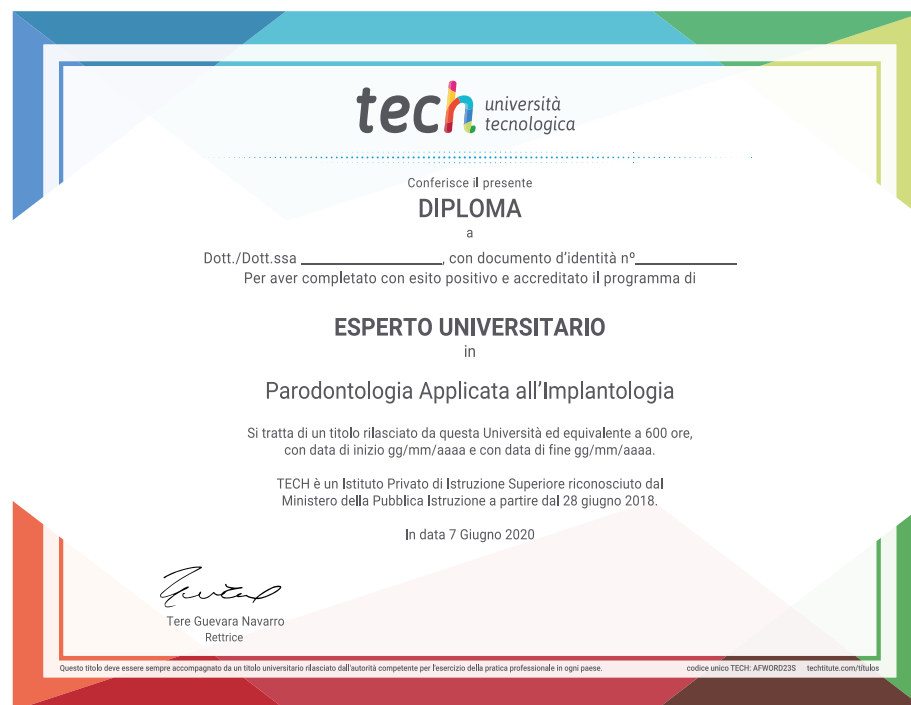 tech università
tecnologica
Conferisce il presente
DIPLOMA
a
Dott./Dott.ssa ____________________, con documento d'identità nº______________
Per aver completato con esito positivo e accreditato il programma di
ESPERTO UNIVERSITARIO
in
Parodontologia Applicata all'Implantologia
Si tratta di un titolo rilasciato da questa Università ed equivalente a 600 ore,
con data di inizio gg/mm/aaaa e con data di fine gg/mm/aaaa.
TECH è un Istituto Privato di Istruzione Superiore riconosciuto dal
Ministero della Pubblica Istruzione a partire dal 28 giugno 2018.
In data 7 Giugno 2020
Tere Guevara Navarro
Rettrice
Questo titolo deve essere sempre accompagnato da un titolo universitario rilasciato dall'autorità competente per l'esercizio della pratica professionale in ogni paese. codice unico TECH: AFWORD23S techtitute.com/títulos